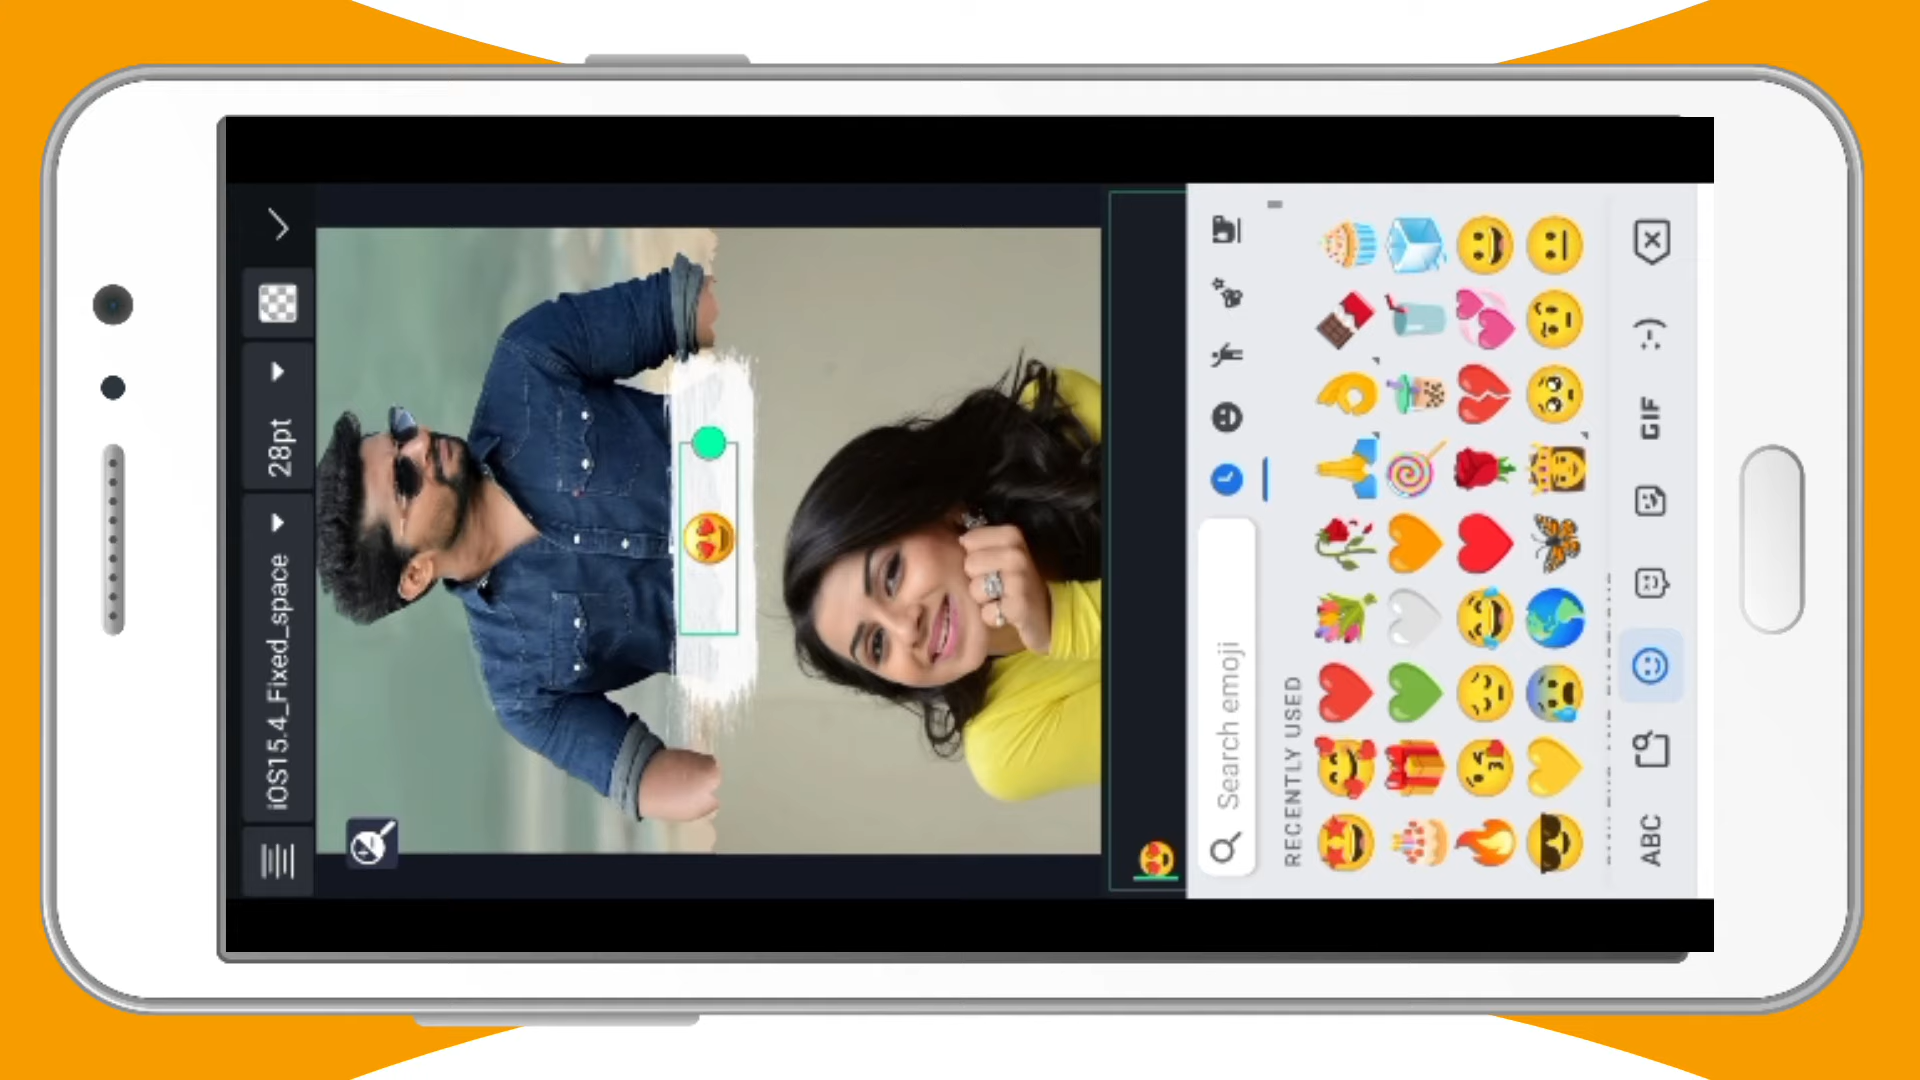 iOS15.4_Fixed_space
28pt
Search emoji
RECENTLY USED
ABC
GIF
:-)